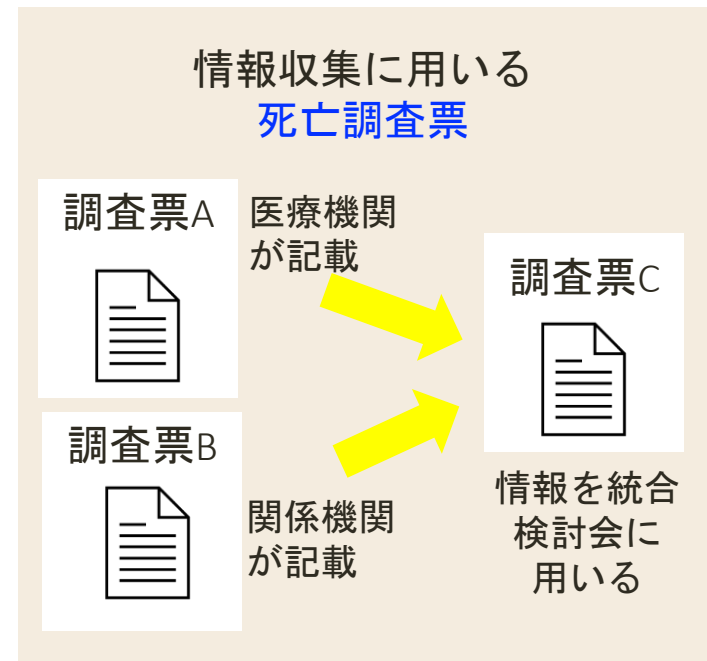 情報収集に用いる
死亡調査票
調査票A
医療機関
が記載
調査票B
関係機関
が記載
調査票C
情報を統合
検討会に
用いる